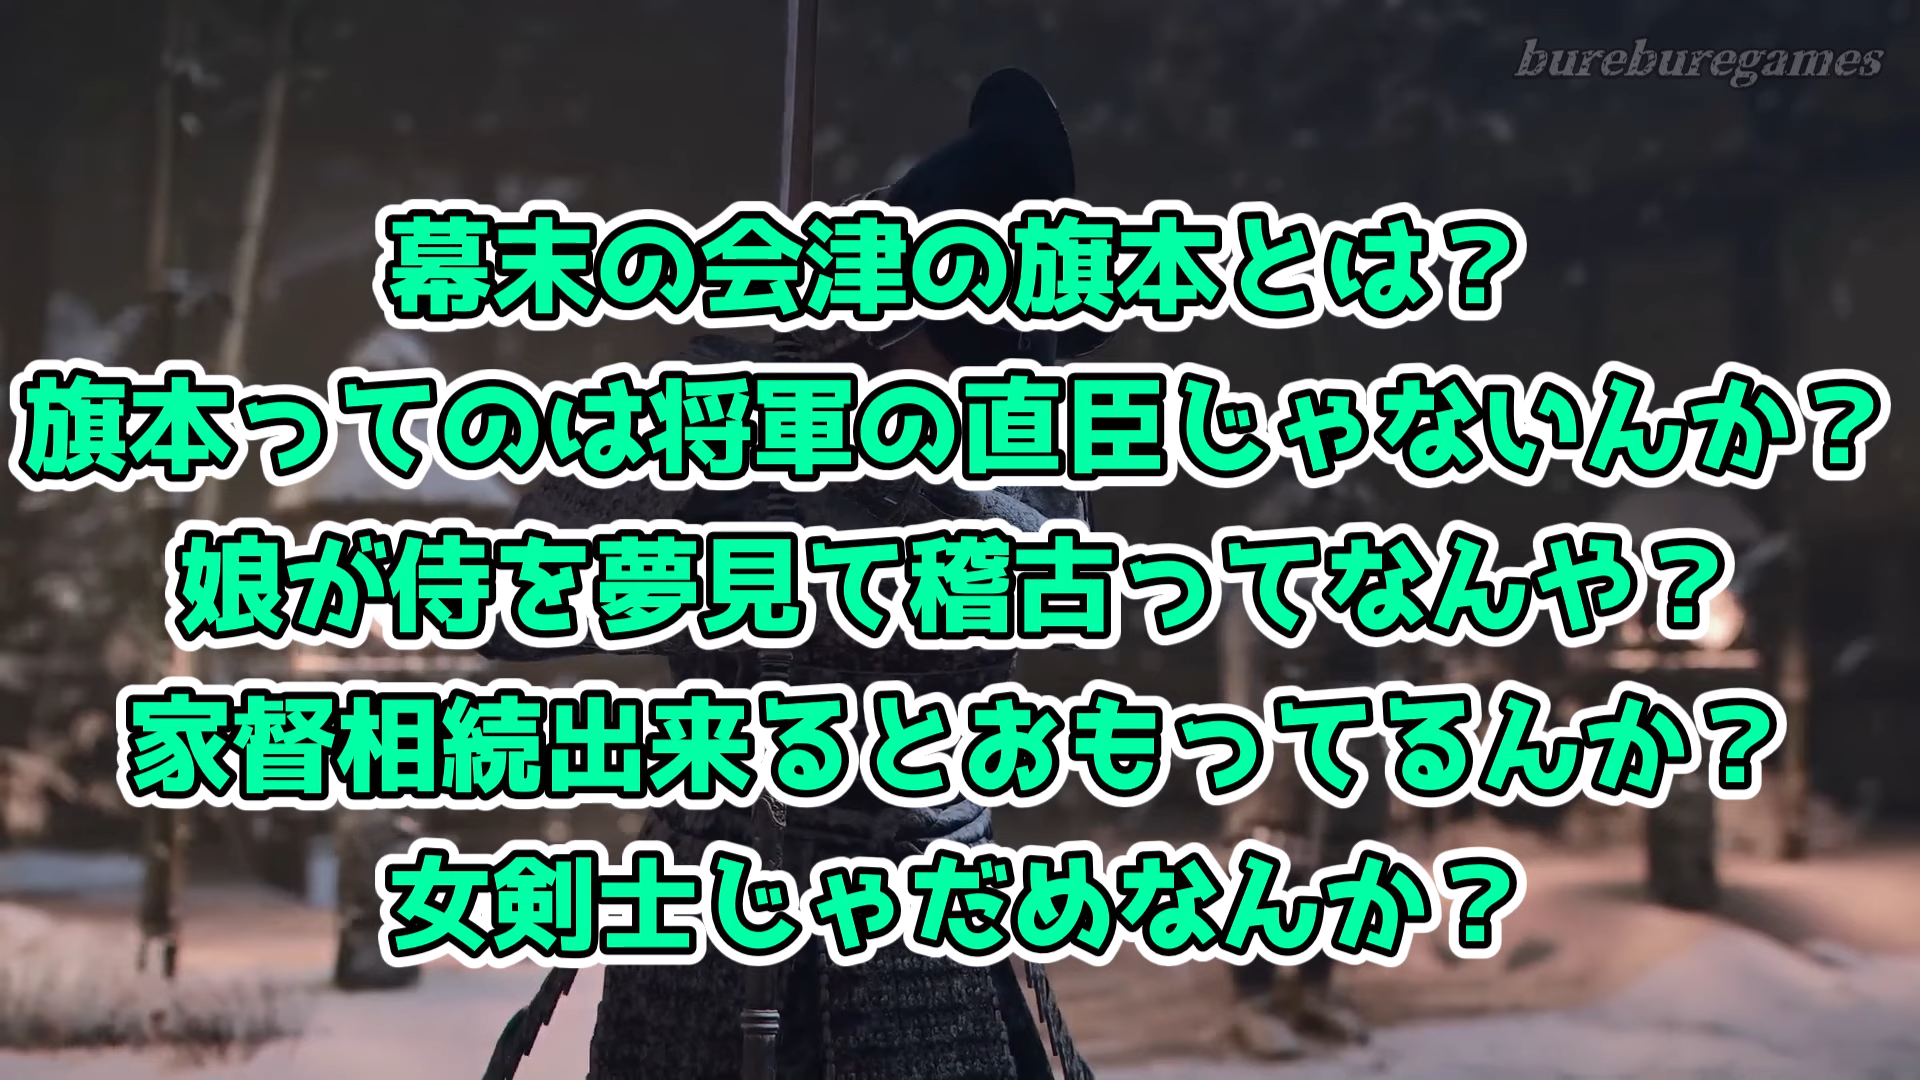 bureburegames
幕末の会津の旗本とは？
旗本ってのは将軍の直臣じゃないんか？
娘が侍を夢見て稽古ってなんや？
家督相続出来るとおもってるんか？
女剣士じゃだめなんか？